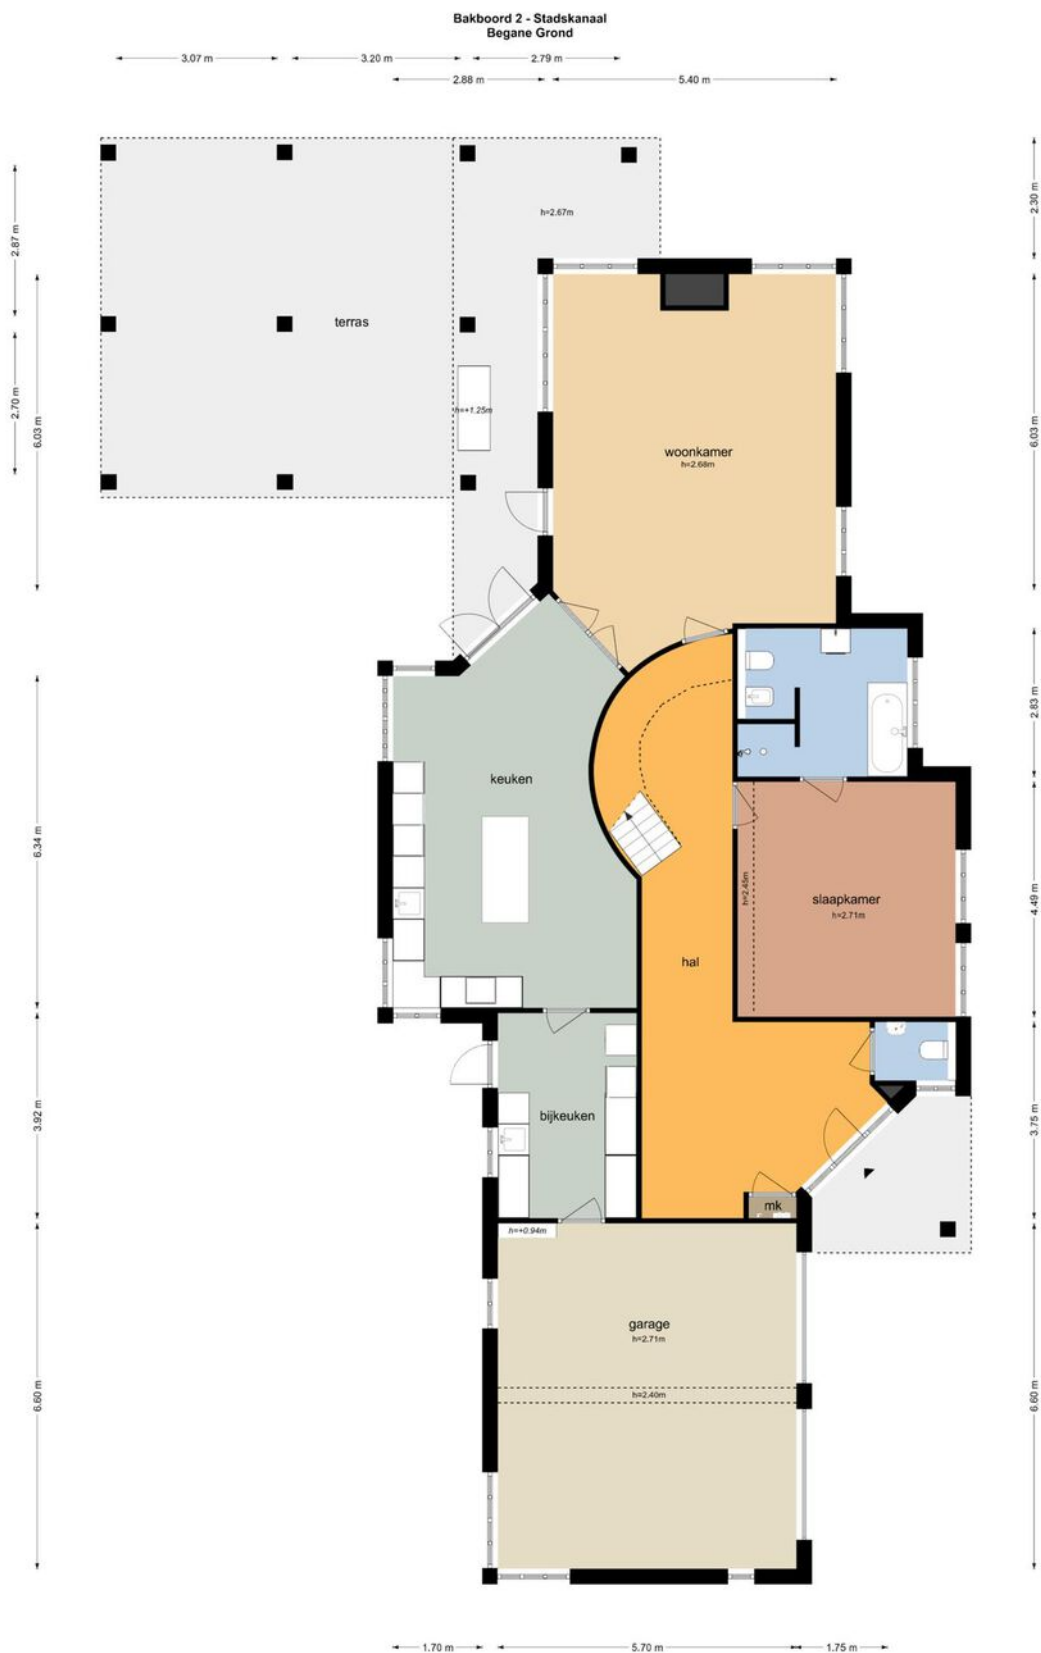 Bakboord 2 - Stadskanaal
Begane Grond
3.07 m
3.20 m
2.79 m
2.88 m
5.40 m
2.30 m
2.87 m
h=2.67m
terras
2.70 m
6.03 m
h=+1.25m
woonkamer
h=2.68m
6.03 m
2.83 m
keuken
6.34 m
h=2.45m
slaapkamer
h=2.71m
4.49 m
hal
bijkeuken
3.92 m
3.75 m
mk
h=+0.94m
garage
h=2.71m
h=2.40m
6.60 m
6.60 m
1.70 m
5.70 m
1.75 m